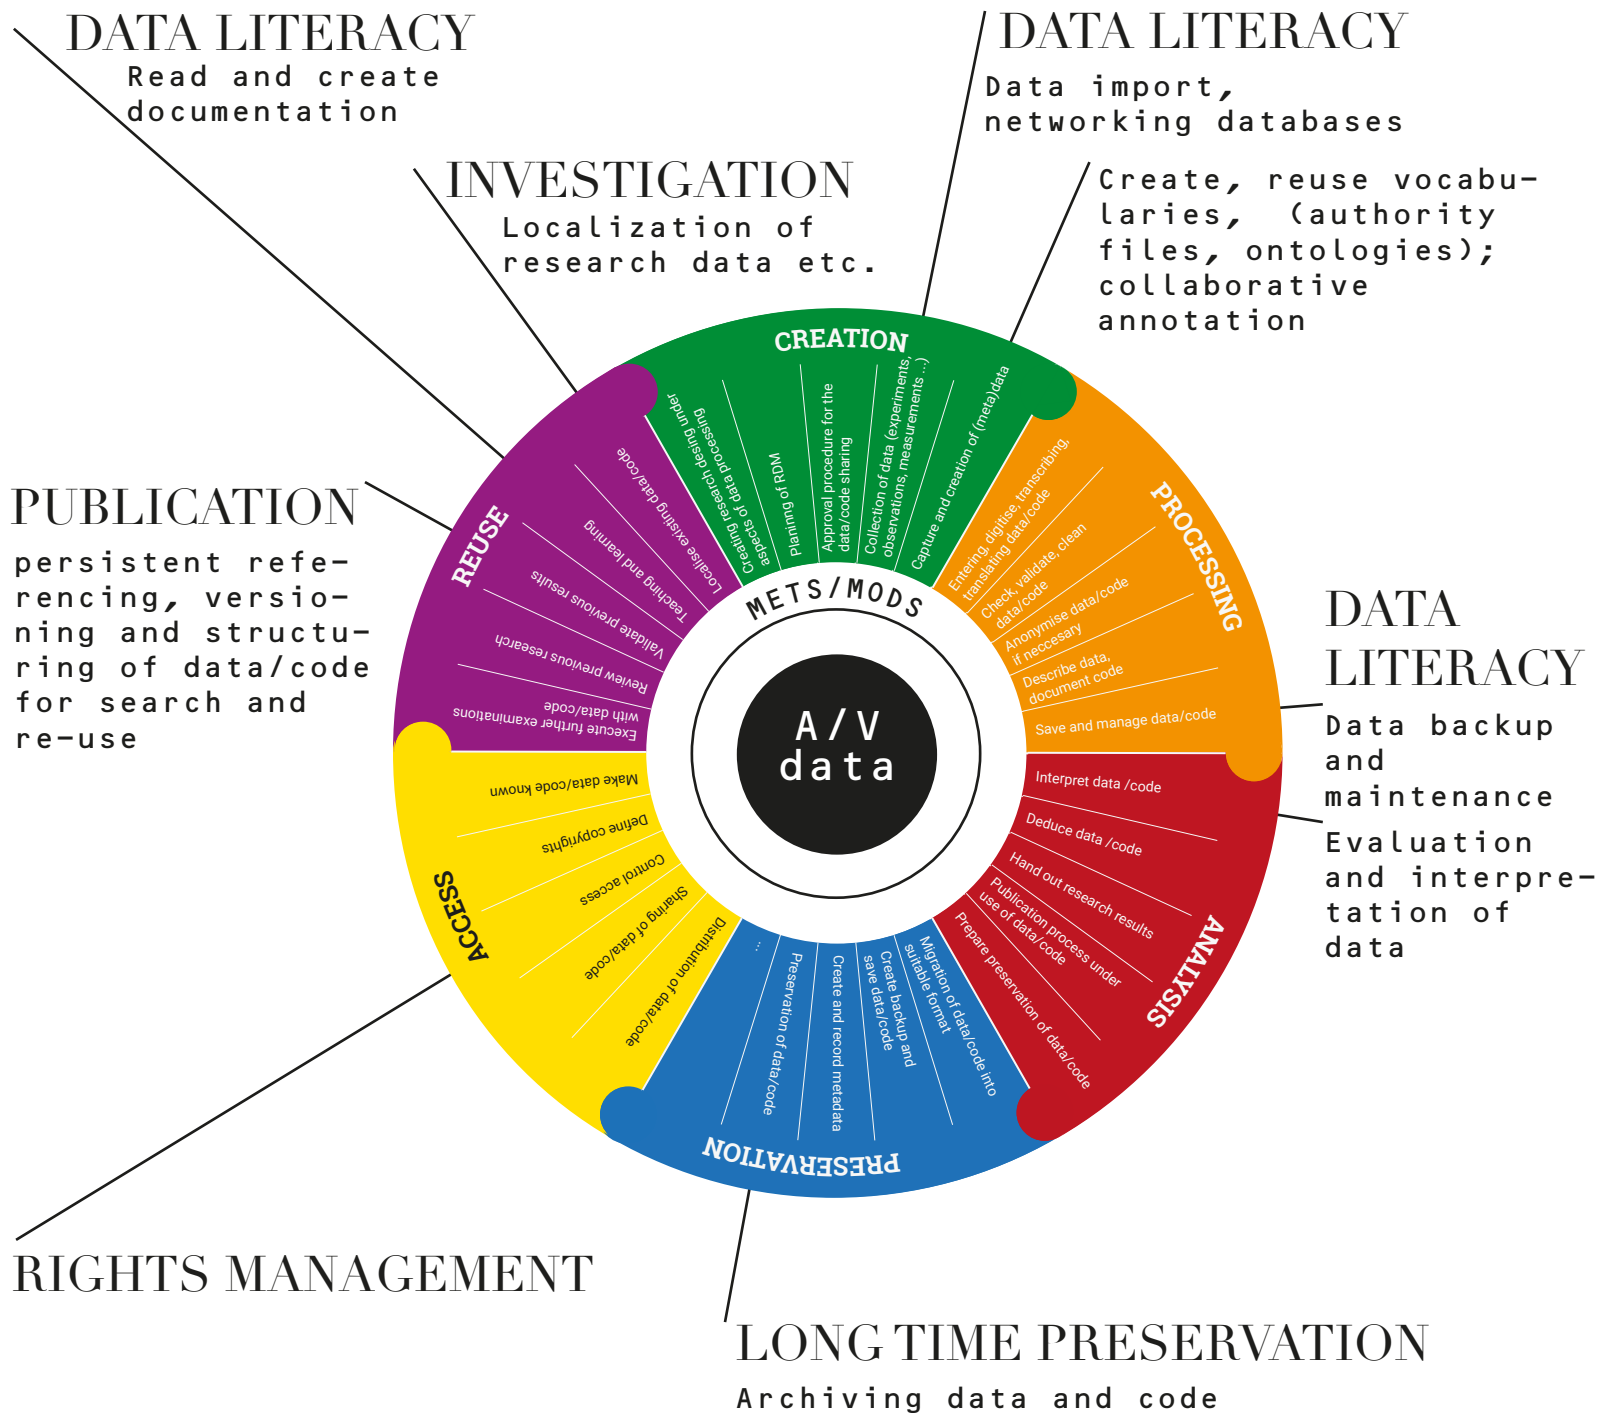 DATA LITERACY
Read and create
documentation
DATA LITERACY
Data import,
networking databases
INVESTIGATION
Localization of
research data etc.
Create, reuse vocabu-
laries, (authority
files, ontologies);
collaborative
annotation
PUBLICATION
persistent refe-
rencing, versio-
ning and structu-
ring of data/code
for search and
re-use
DATA
LITERACY
Data backup
and
maintenance
Evaluation
and interpre-
tation of
data
RIGHTS MANAGEMENT
LONG TIME PRESERVATION
Archiving data and code
CREATION
Creating research desing under
aspects of data processing
Planning of RDM
Approval procedure for the
data/code sharing
Collection of data (experiments,
observations, measurements ...)
Capture and creation of (meta)data
PROCESSING
Entering, digitise, transcribing,
translating data/code
Check, validate, clean
data/code
Anonymise data/code
if neccesary
Describe data,
document code
Save and manage data/code
ANALYSIS
Interpret data /code
Deduce data /code
Hand out research results
Publication process under
use of data/code
Prepare preservation of data/code
PRESERVATION
Migration of data/code into
suitable format
Create backup and
save data/code
Create and record metadata
Preservation of data/code
...
ACCESS
Distribution of data/code
Sharing of data/code
Control access
Define copyrights
Make data/code known
REUSE
Execute further examinations
with data/code
Review previous research
Validate previous results
Teaching and learning
Localise existing data/code
METS/MODS
A/V
data